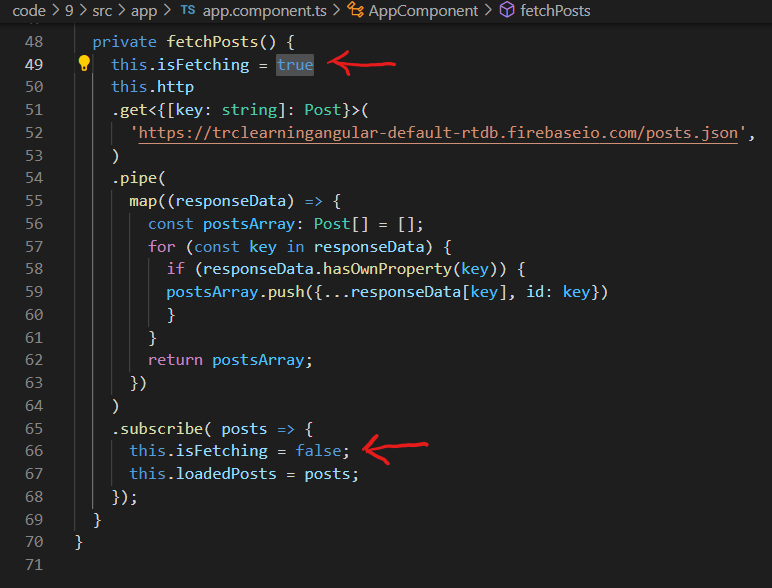 code > 9 > src > app > TS app.component.ts > AppComponent > fetchPosts
48 private fetchPosts() {
49 this.isFetching = true
50 this.http
51 .get<{[key: string]: Post}>(
52 'https://trclearningangular-default-rtdb.firebaseio.com/posts.json',
53 )
54 .pipe(
55 map((responseData) => {
56 const postsArray: Post[] = [];
57 for (const key in responseData) {
58 if (responseData.hasOwnProperty(key)) {
59 postsArray.push({...responseData[key], id: key})
60 }
61 }
62 return postsArray;
63 })
64 )
65 .subscribe( posts => {
66 this.isFetching = false;
67 this.loadedPosts = posts;
68 });
69 }
70 }
71